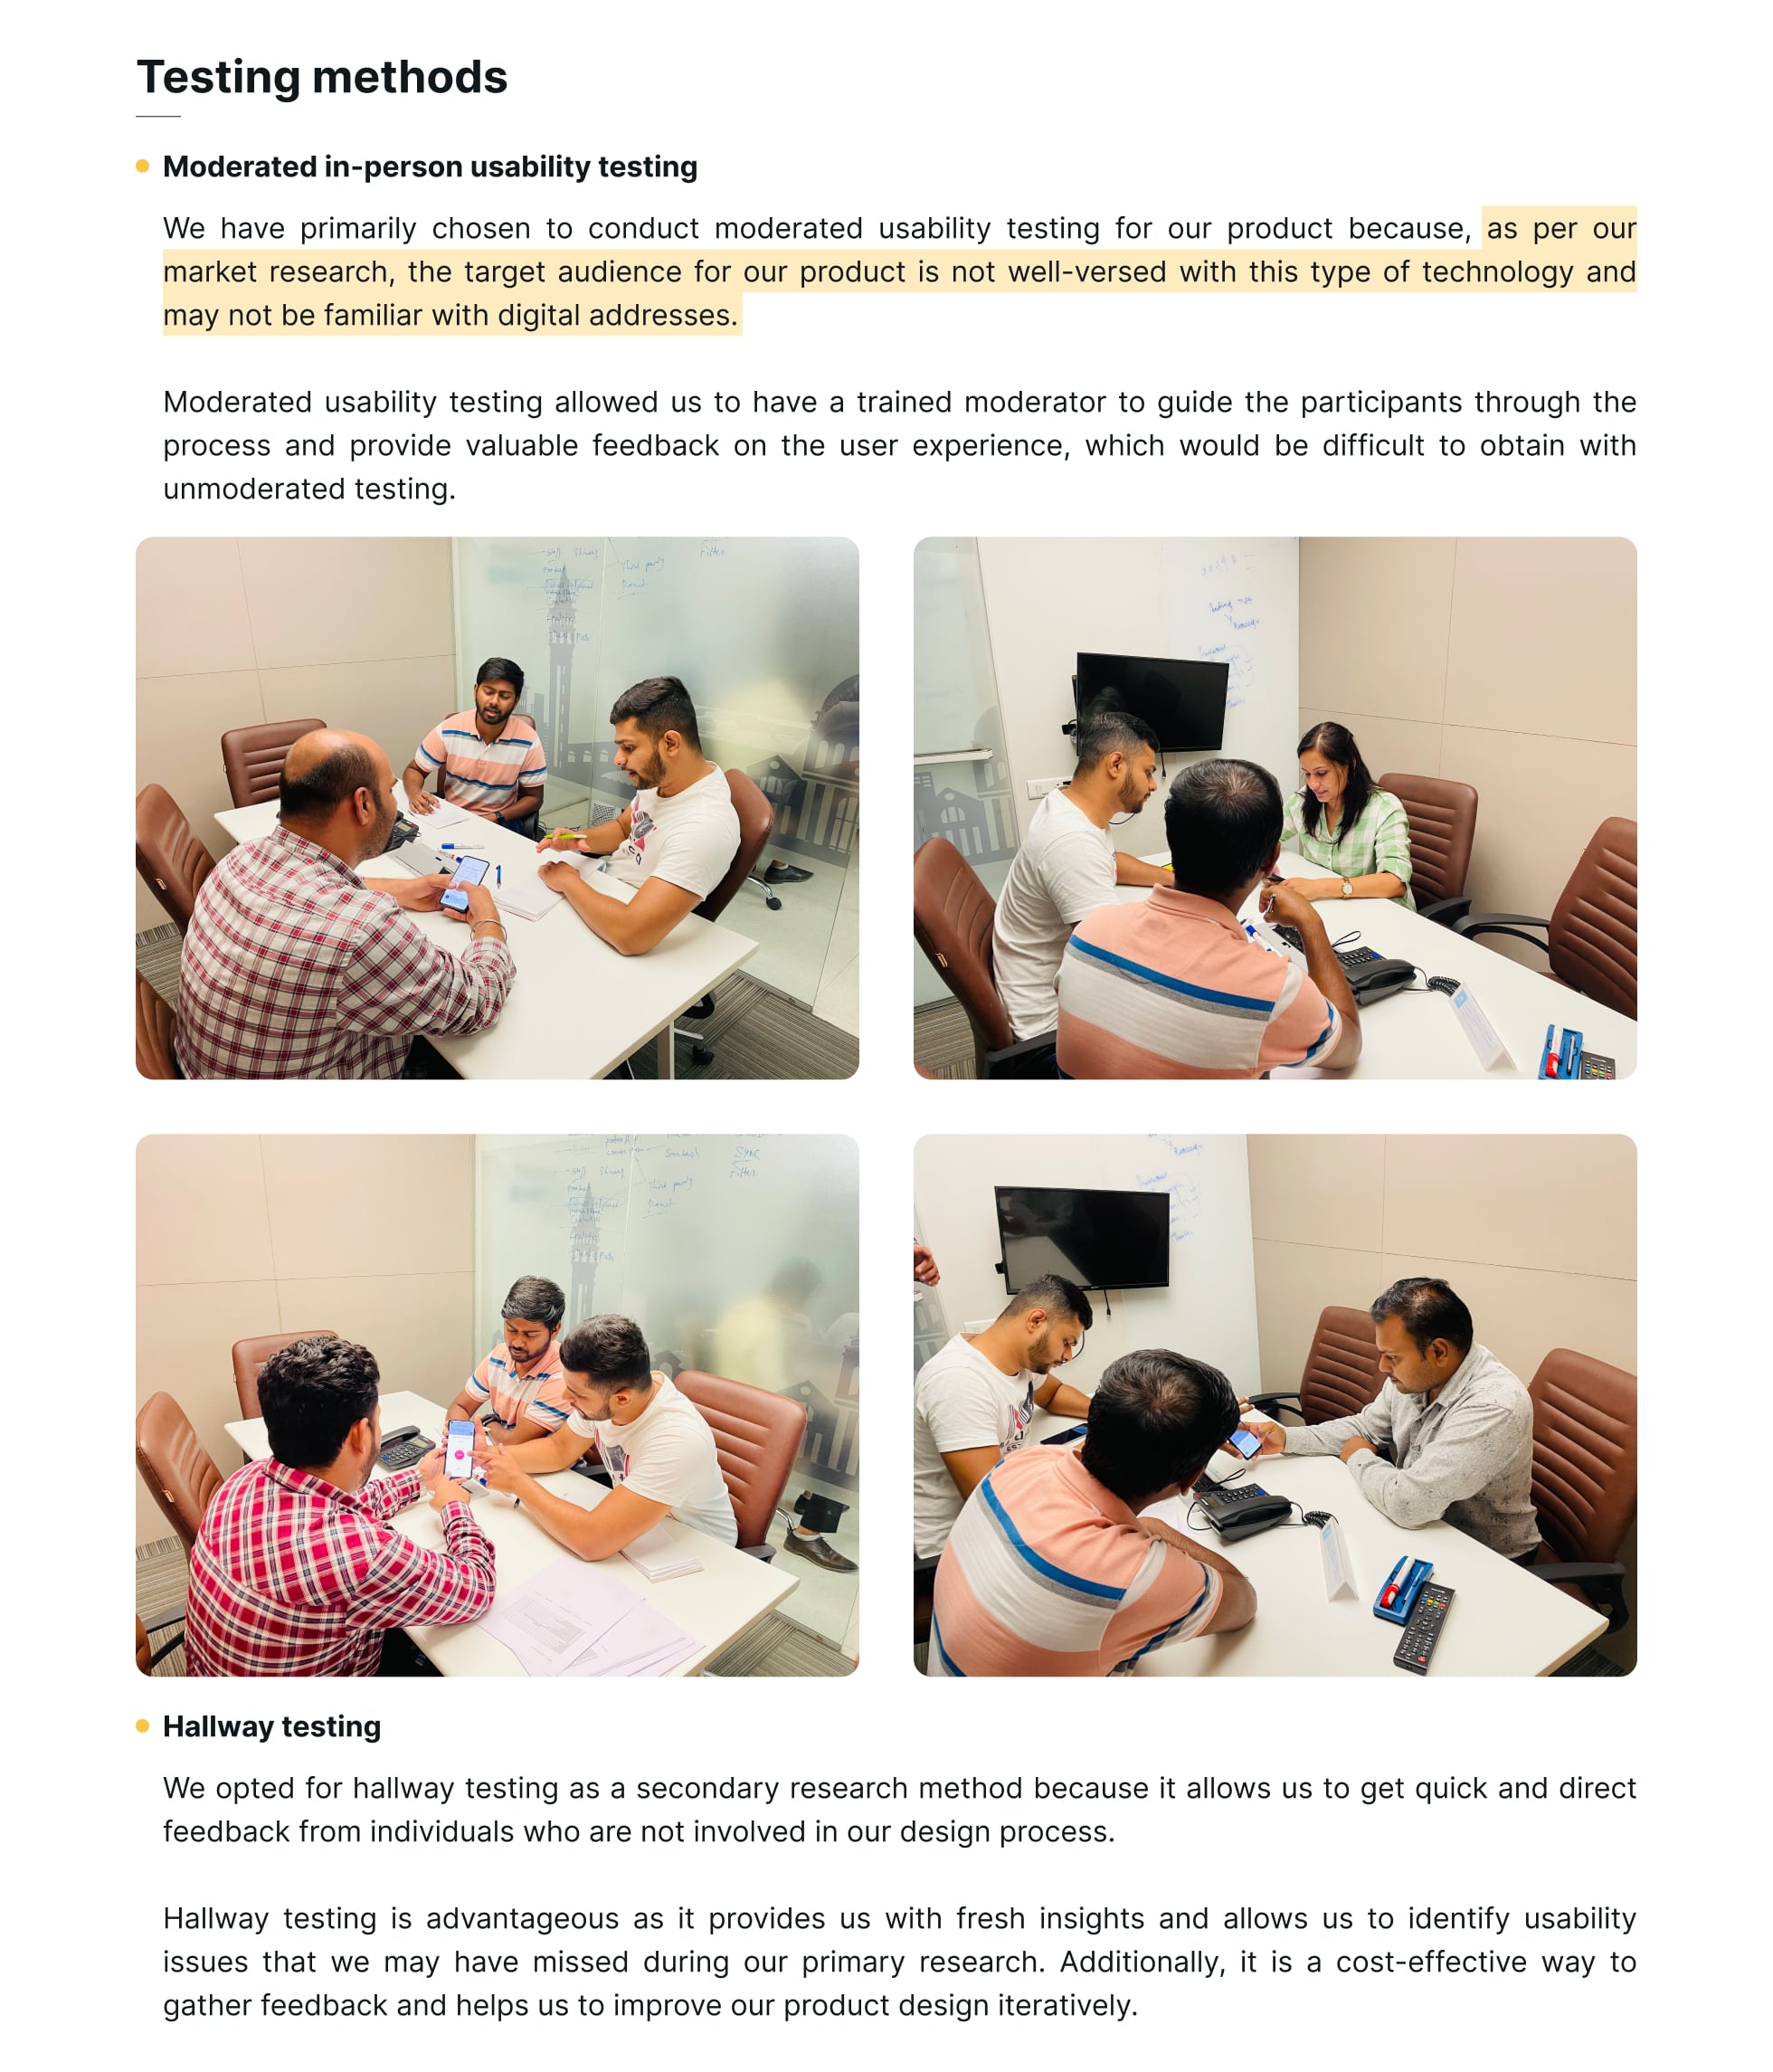 Testing methods
Moderated in-person usability testing
We have primarily chosen to conduct moderated usability testing for our product because, as per our
market research, the target audience for our product is not well-versed with this type of technology and
may not be familiar with digital addresses.
Moderated usability testing allowed us to have a trained moderator to guide the participants through the
process and provide valuable feedback on the user experience, which would be difficult to obtain with
unmoderated testing.
Third party
Third party
Sandeal
SYNC
Hallway testing
We opted for hallway testing as a secondary research method because it allows us to get quick and direct
feedback from individuals who are not involved in our design process.
Hallway testing is advantageous as it provides us with fresh insights and allows us to identify usability
issues that we may have missed during our primary research. Additionally, it is a cost-effective way to
gather feedback and helps us to improve our product design iteratively.